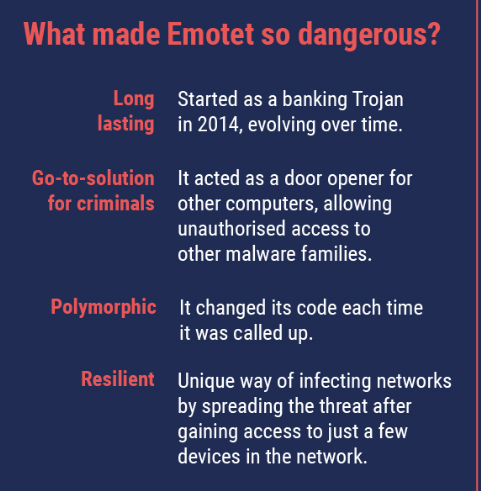 What made Emotet so dangerous?
Long
lasting
Started as a banking Trojan
in 2014, evolving over time.
Go-to-solution
for criminals
It acted as a door opener for
other computers, allowing
unauthorised access to
other malware families.
Polymorphic
It changed its code each time
it was called up.
Resilient
Unique way of infecting networks
by spreading the threat after
gaining access to just a few
devices in the network.